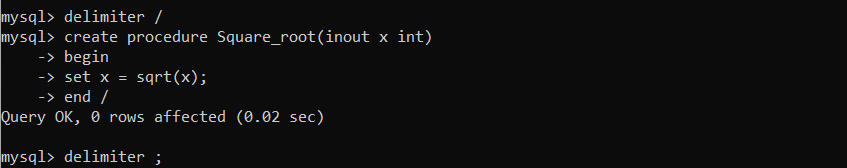 mysql> delimiter /
mysql> create procedure Square_root(inout x int)
    -> begin
    -> set x = sqrt(x);
    -> end /
Query OK, 0 rows affected (0.02 sec)

mysql> delimiter ;